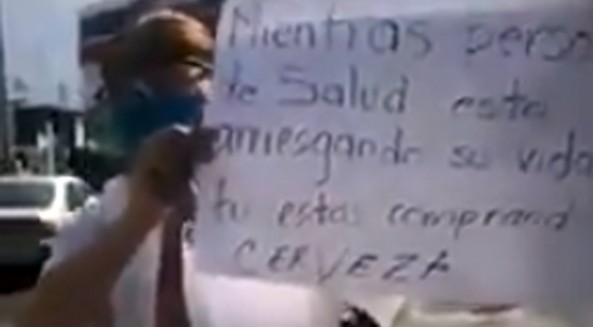 Mientras perso
de Salud esta
arriesgando su vida
tu estas comprand
CERVEZA